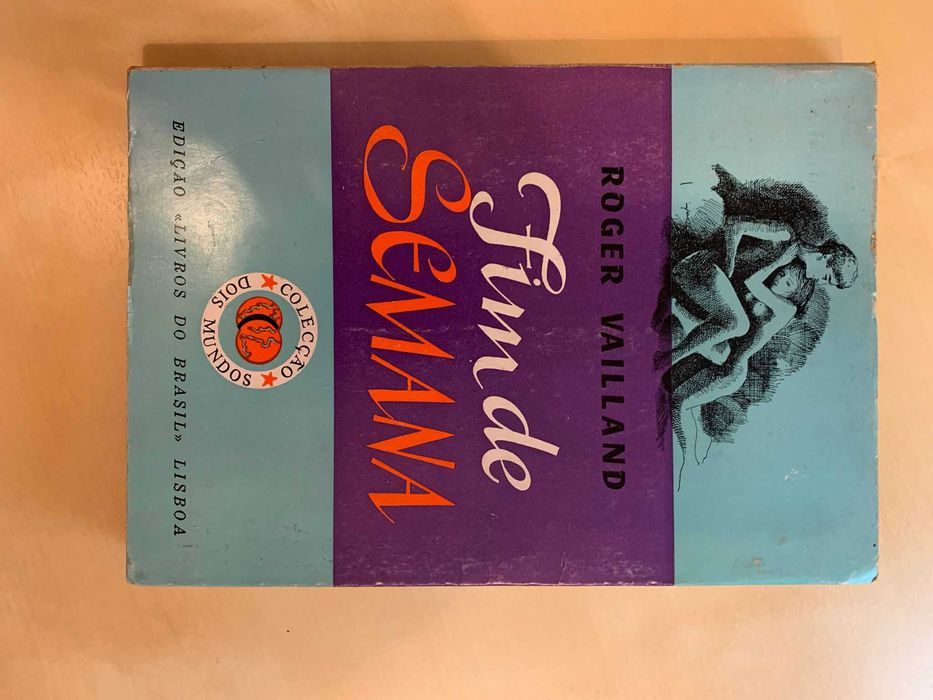 ROGER VAILLAND
Fim de
SEMANA
COLECÇÃO
DOIS MUNDOS
EDIÇÃO «LIVROS DO BRASIL» LISBOA